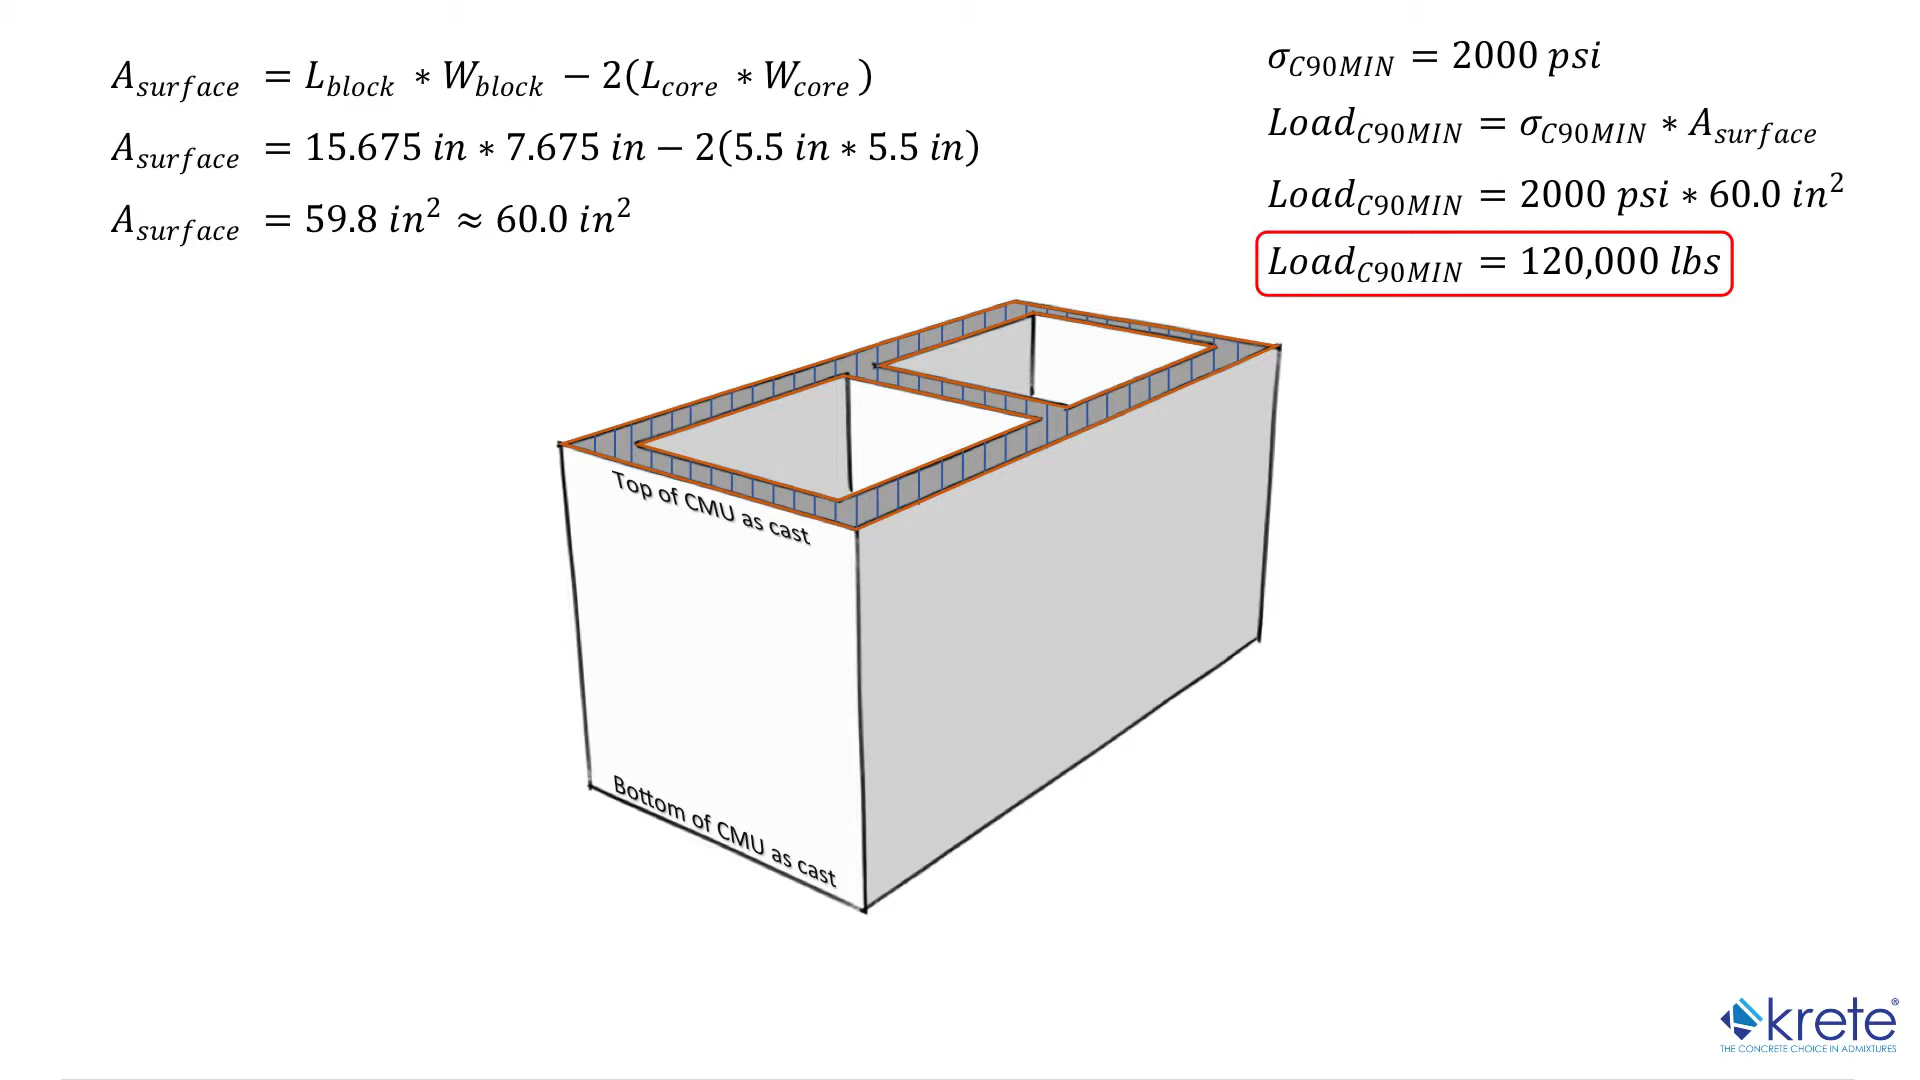 A_surface = L_block * W_block − 2(L_core * W_core)
A_surface = 15.675 in * 7.675 in − 2(5.5 in * 5.5 in)
A_surface = 59.8 in² ≈ 60.0 in²
σ_C90MIN = 2000 psi
Load_C90MIN = σ_C90MIN * A_surface
Load_C90MIN = 2000 psi * 60.0 in²
Load_C90MIN = 120,000 lbs
Top of CMU as cast
Bottom of CMU as cast
krete®
THE CONCRETE CHOICE IN ADMIXTURES